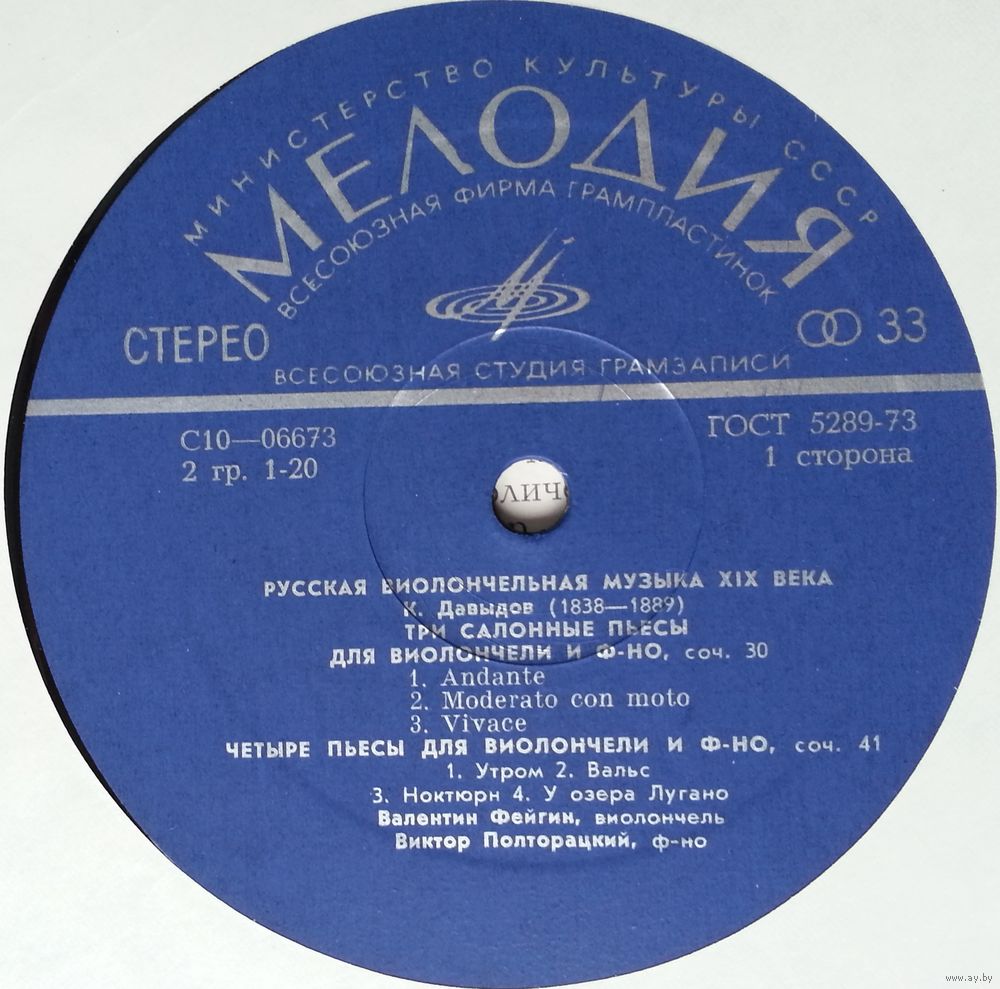 МИНИСТЕРСТВО КУЛЬТУРЫ СССР
МЕЛОДИЯ
ВСЕСОЮЗНАЯ ФИРМА ГРАМПЛАСТИНОК
СТЕРЕО
33
ВСЕСОЮЗНАЯ СТУДИЯ ГРАМЗАПИСИ
С10—06673
ГОСТ 5289-73
2 гр. 1-20
1 сторона
РУССКАЯ ВИОЛОНЧЕЛЬНАЯ МУЗЫКА XIX ВЕКА
К. Давыдов (1838—1889)
ТРИ САЛОННЫЕ ПЬЕСЫ
ДЛЯ ВИОЛОНЧЕЛИ И Ф-НО, соч. 30
1. Andante
2. Moderato con moto
3. Vivace
ЧЕТЫРЕ ПЬЕСЫ ДЛЯ ВИОЛОНЧЕЛИ И Ф-НО, соч. 41
1. Утром 2. Вальс
3. Ноктюрн 4. У озера Лугано
Валентин Фейгин, виолончель
Виктор Полторацкий, ф-но
www.ay.by